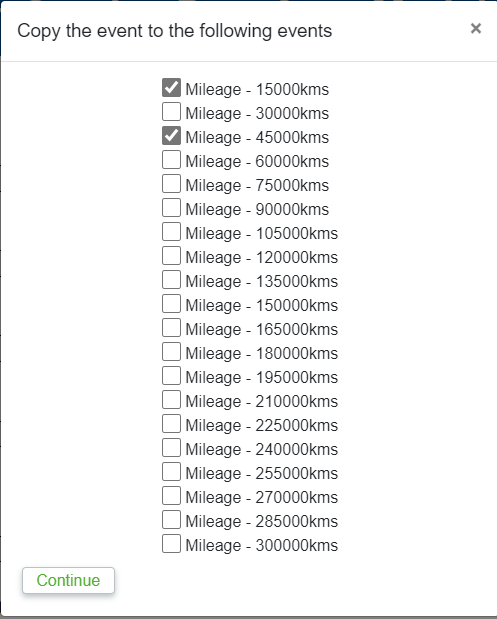 Copy the event to the following events
×
Mileage - 15000kms
Mileage - 30000kms
Mileage - 45000kms
Mileage - 60000kms
Mileage - 75000kms
Mileage - 90000kms
Mileage - 105000kms
Mileage - 120000kms
Mileage - 135000kms
Mileage - 150000kms
Mileage - 165000kms
Mileage - 180000kms
Mileage - 195000kms
Mileage - 210000kms
Mileage - 225000kms
Mileage - 240000kms
Mileage - 255000kms
Mileage - 270000kms
Mileage - 285000kms
Mileage - 300000kms
Continue